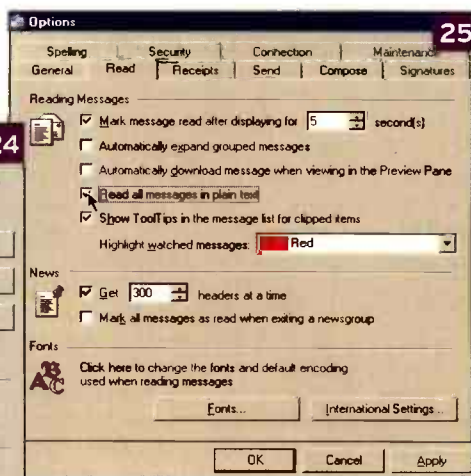 Options
25
Spelling Security Connection Maintenance
General Read Receipts Send Compose Signatures
Reading Messages
Mark message read after displaying for 5 second(s)
24
Automatically expand grouped messages
Automatically download message when viewing in the Preview Pane
Read all messages in plain text
Show ToolTips in the message list for clipped items
Highlight watched messages: Red
News
Get 300 headers at a time
Mark all messages as read when exiting a newsgroup
Fonts
Click here to change the fonts and default encoding
used when reading messages
Fonts... International Settings...
OK Cancel Apply